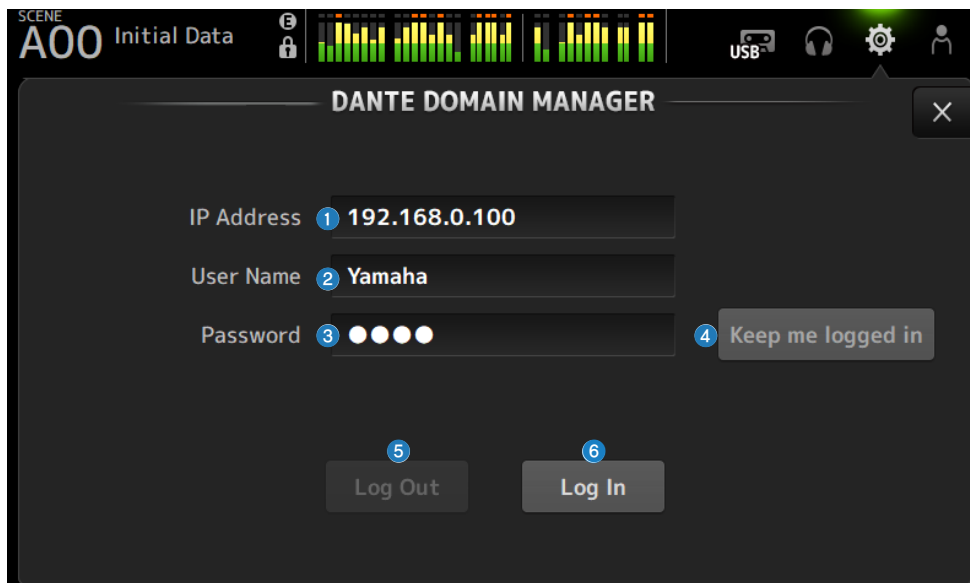 SCENE
A00 Initial Data E
USB
DANTE DOMAIN MANAGER
IP Address 1 192.168.0.100
User Name 2 Yamaha
Password 3 ●●●● 4 Keep me logged in
5 6
Log Out Log In